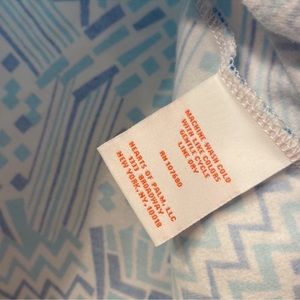 MACHINE WASH COLD
WITH LIKE COLORS
GENTLE CYCLE
LINE DRY
RN 107680
HEARTS OF PALM, LLC
1333 BROADWAY
NEW YORK, NY, 10018